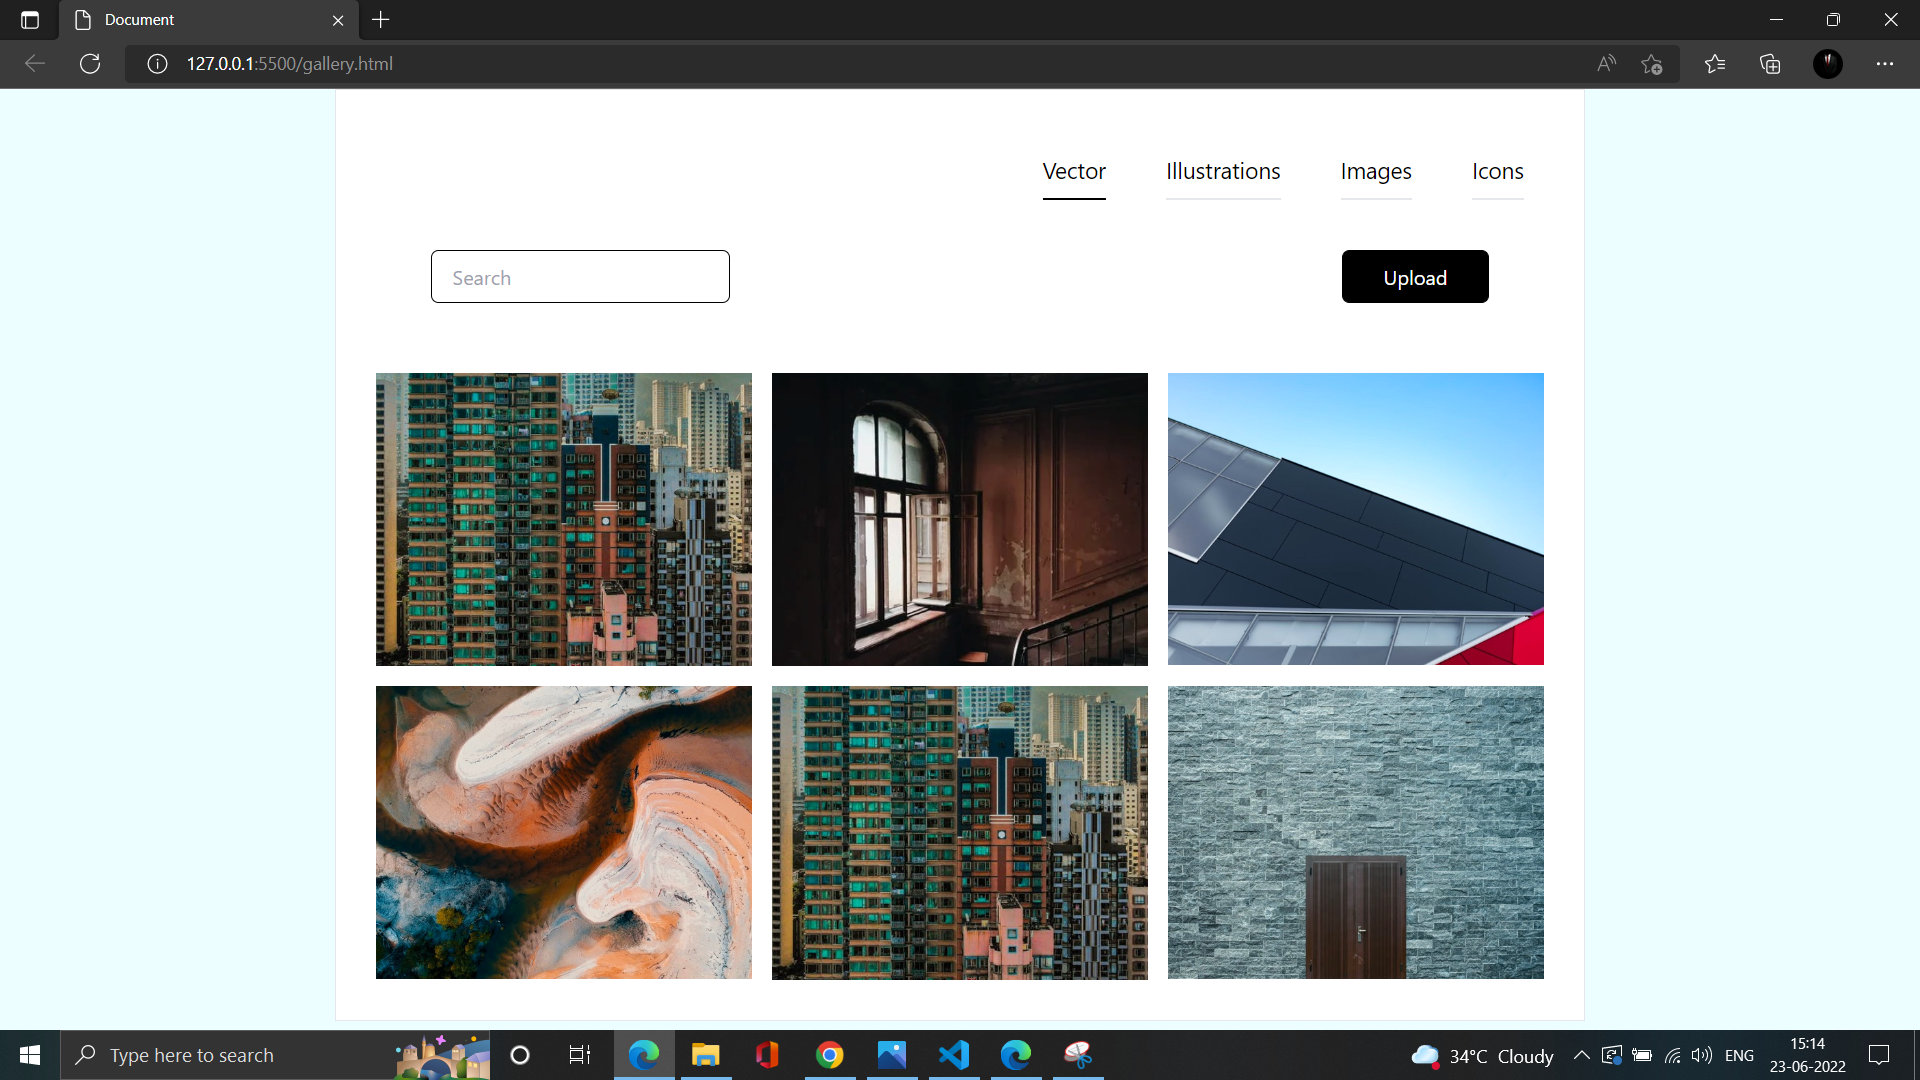 Document
127.0.0.1:5500/gallery.html
Vector Illustrations Images Icons
Search Upload
Type here to search
34°C Cloudy
ENG
15:14
23-06-2022